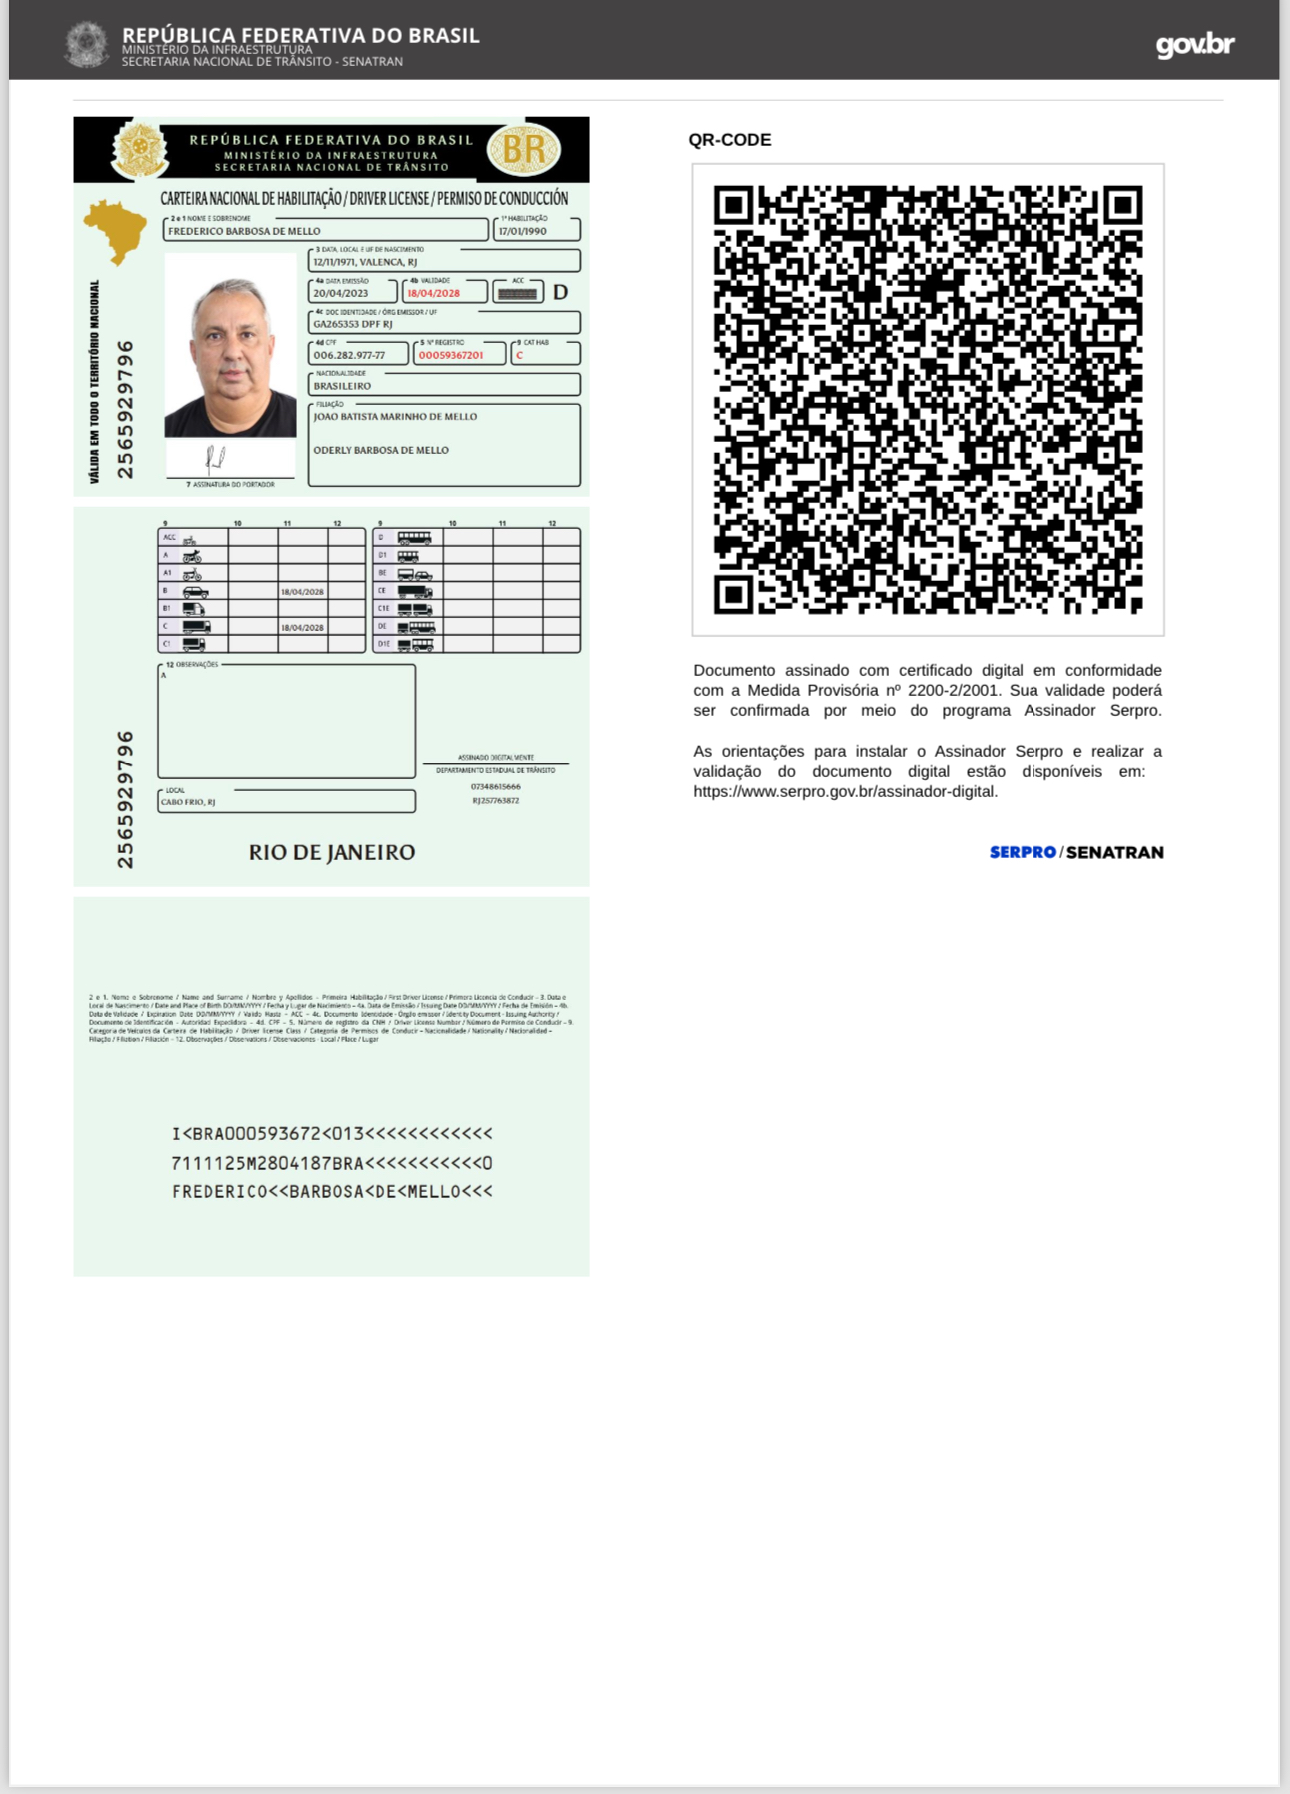 REPÚBLICA FEDERATIVA DO BRASIL
MINISTÉRIO DA INFRAESTRUTURA
SECRETARIA NACIONAL DE TRÂNSITO - SENATRAN
gov.br
REPÚBLICA FEDERATIVA DO BRASIL
MINISTÉRIO DA INFRAESTRUTURA
SECRETARIA NACIONAL DE TRÂNSITO
BR
CARTEIRA NACIONAL DE HABILITAÇÃO / DRIVER LICENSE / PERMISO DE CONDUCCIÓN
2 e 1 NOME E SOBRENOME
1ª HABILITAÇÃO
FREDERICO BARBOSA DE MELLO
17/01/1990
3 DATA, LOCAL E UF DE NASCIMENTO
12/11/1971, VALENCA, RJ
4a DATA EMISSÃO
4b VALIDADE
ACC
20/04/2023
18/04/2028
D
4c DOC IDENTIDADE / ÓRG EMISSOR / UF
GA265353 DPF RJ
4d CPF
5 Nº REGISTRO
9 CAT HAB
006.282.977-77
00059367201
C
NACIONALIDADE
BRASILEIRO
FILIAÇÃO
JOAO BATISTA MARINHO DE MELLO
ODERLY BARBOSA DE MELLO
7 ASSINATURA DO PORTADOR
VÁLIDA EM TODO O TERRITÓRIO NACIONAL
2565929796
9 10 11 12 9 10 11 12
ACC D
A D1
A1 BE
B 18/04/2028 CE
B1 C1E
C 18/04/2028 DE
C1 D1E
12 OBSERVAÇÕES
A
ASSINADO DIGITALMENTE
DEPARTAMENTO ESTADUAL DE TRÂNSITO
07348615666
RJ257763872
LOCAL
CABO FRIO, RJ
2565929796
RIO DE JANEIRO
2 e 1. Nome e Sobrenome / Name and Surname / Nombre y Apellidos – Primeira Habilitação / First Driver License / Primera Licencia de Conducir – 3. Data e
Local de Nascimento / Date and Place of Birth DD/MM/YYYY / Fecha y Lugar de Nacimiento – 4a. Data de Emissão / Issuing Date DD/MM/YYYY / Fecha de Emisión – 4b.
Data de Validade / Expiration Date DD/MM/YYYY / Válido Hasta – ACC – 4c. Documento Identidade - Órgão emissor / Identity Document - Issuing Authority /
Documento de Identificación - Autoridad Expedidora – 4d. CPF – 5. Número de registro da CNH / Driver License Number / Número de Permiso de Conducir – 9.
Categoria de Veículos da Carteira de Habilitação / Driver license Class / Categoria de Permisos de Conducir – Nacionalidade / Nationality / Nacionalidad –
Filiação / Filiation / Filiación – 12. Observações / Observations / Observaciones - Local / Place / Lugar
I<BRA000593672<013<<<<<<<<<<<<
7111125M2804187BRA<<<<<<<<<<<0
FREDERICO<<BARBOSA<DE<MELLO<<<
QR-CODE
Documento assinado com certificado digital em conformidade
com a Medida Provisória nº 2200-2/2001. Sua validade poderá
ser confirmada por meio do programa Assinador Serpro.
As orientações para instalar o Assinador Serpro e realizar a
validação do documento digital estão disponíveis em:
https://www.serpro.gov.br/assinador-digital.
SERPRO / SENATRAN